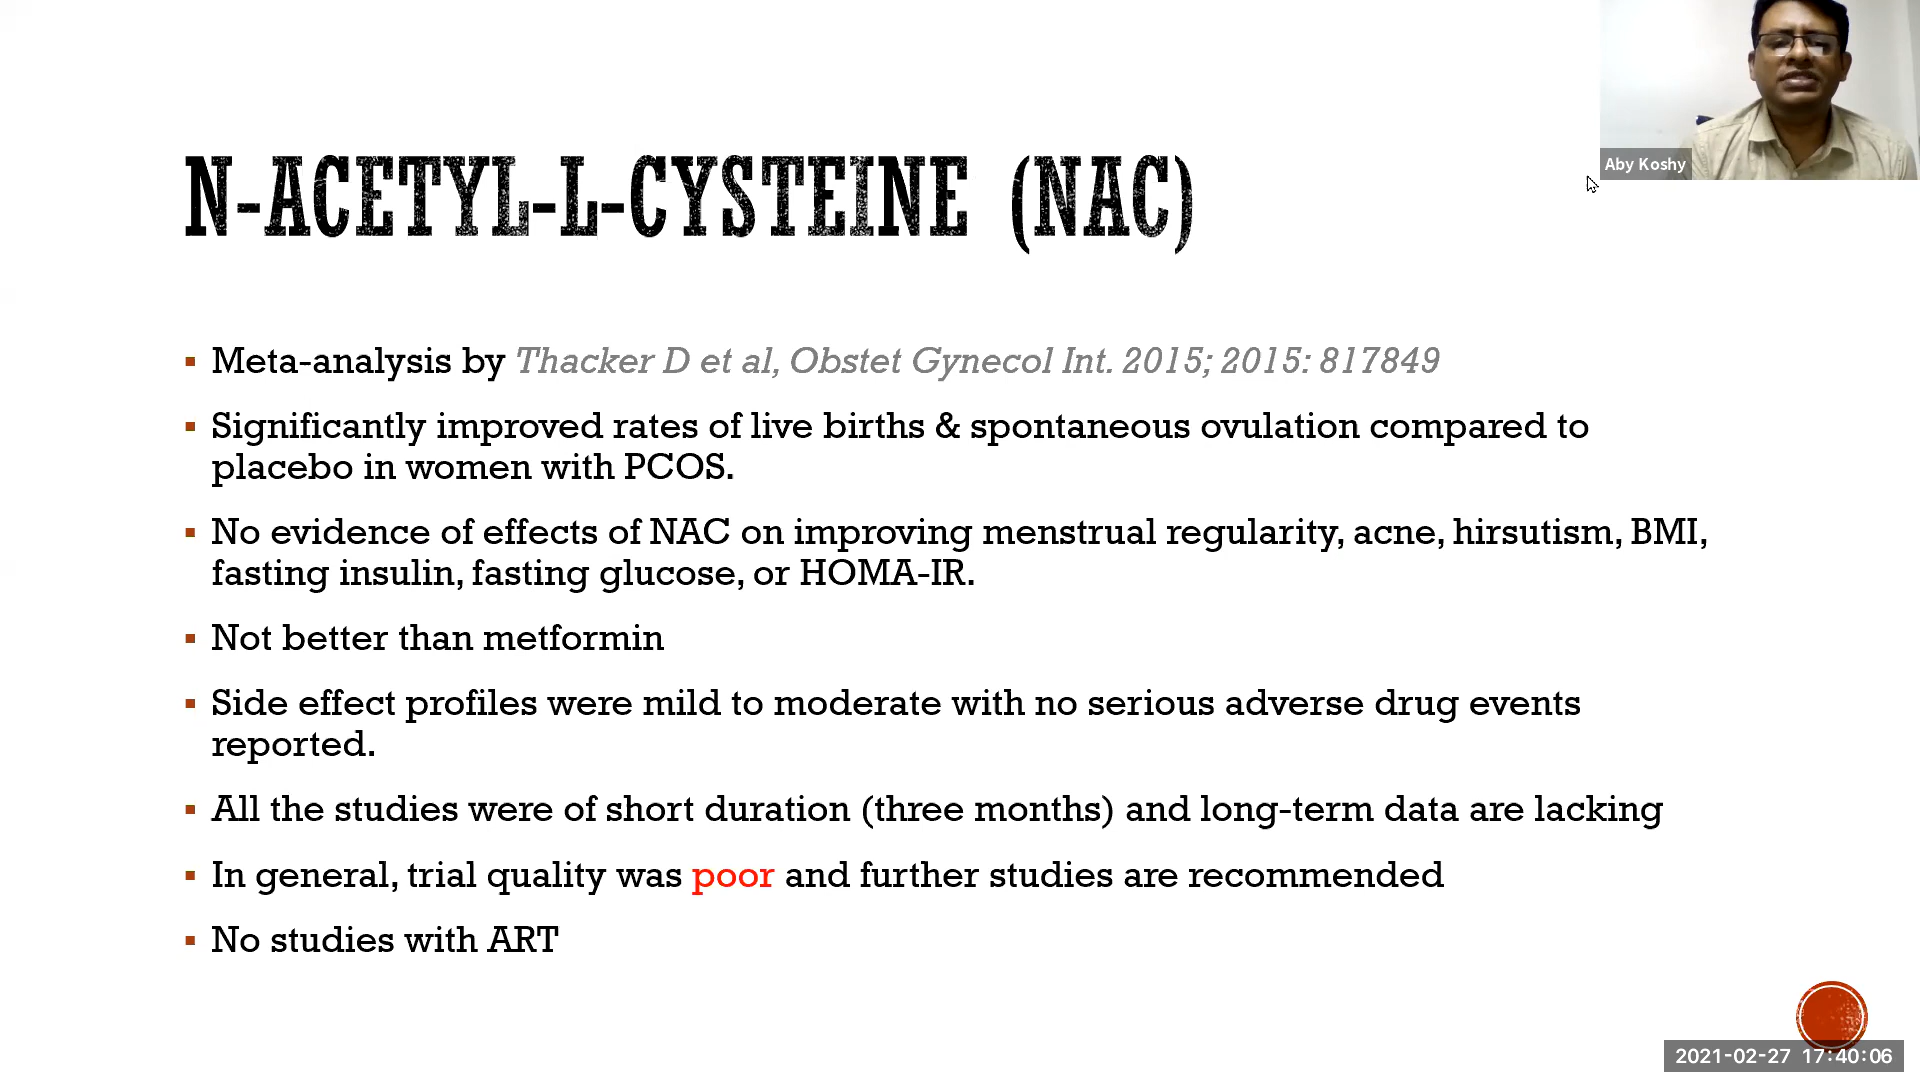 Aby Koshy
N-ACETYL-L-CYSTEINE (NAC)
▪ Meta-analysis by Thacker D et al, Obstet Gynecol Int. 2015; 2015: 817849
▪ Significantly improved rates of live births & spontaneous ovulation compared to
placebo in women with PCOS.
▪ No evidence of effects of NAC on improving menstrual regularity, acne, hirsutism, BMI,
fasting insulin, fasting glucose, or HOMA-IR.
▪ Not better than metformin
▪ Side effect profiles were mild to moderate with no serious adverse drug events
reported.
▪ All the studies were of short duration (three months) and long-term data are lacking
▪ In general, trial quality was poor and further studies are recommended
▪ No studies with ART
2021-02-27 17:40:06